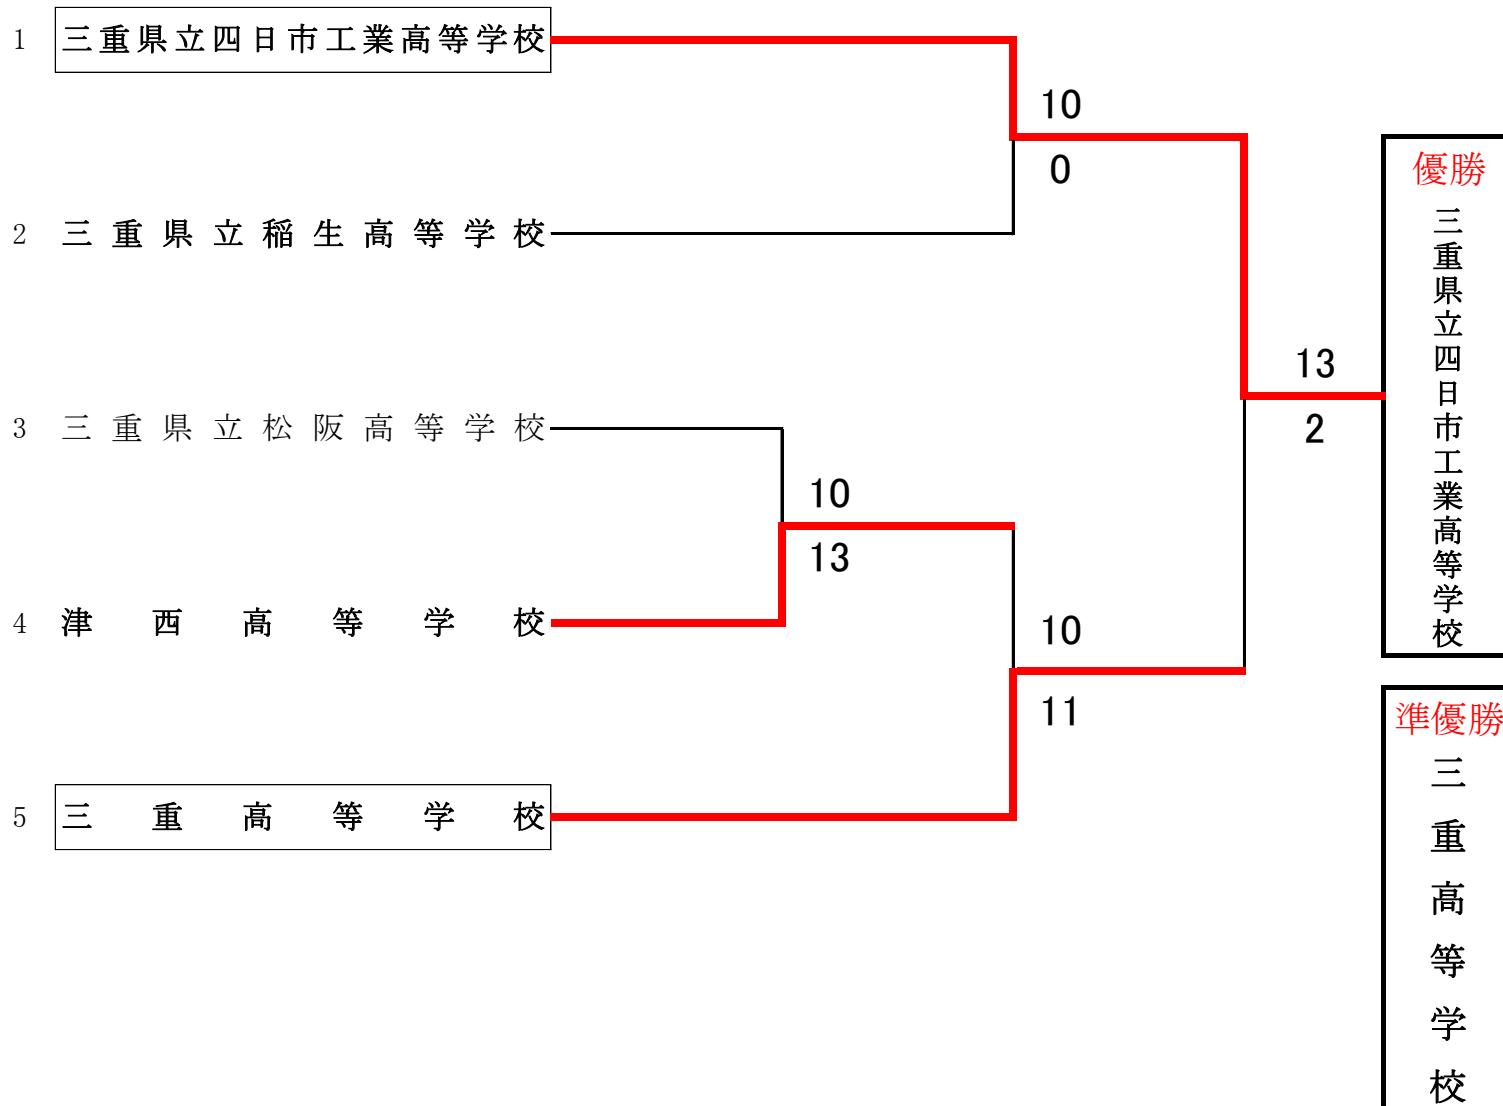 1 三重県立四日市工業高等学校
10
0
2 三重県立稲生高等学校
13
2
3 三重県立松阪高等学校
10
13
4 津西高等学校
10
11
5 三重高等学校
優勝
三重県立四日市工業高等学校
準優勝
三重高等学校